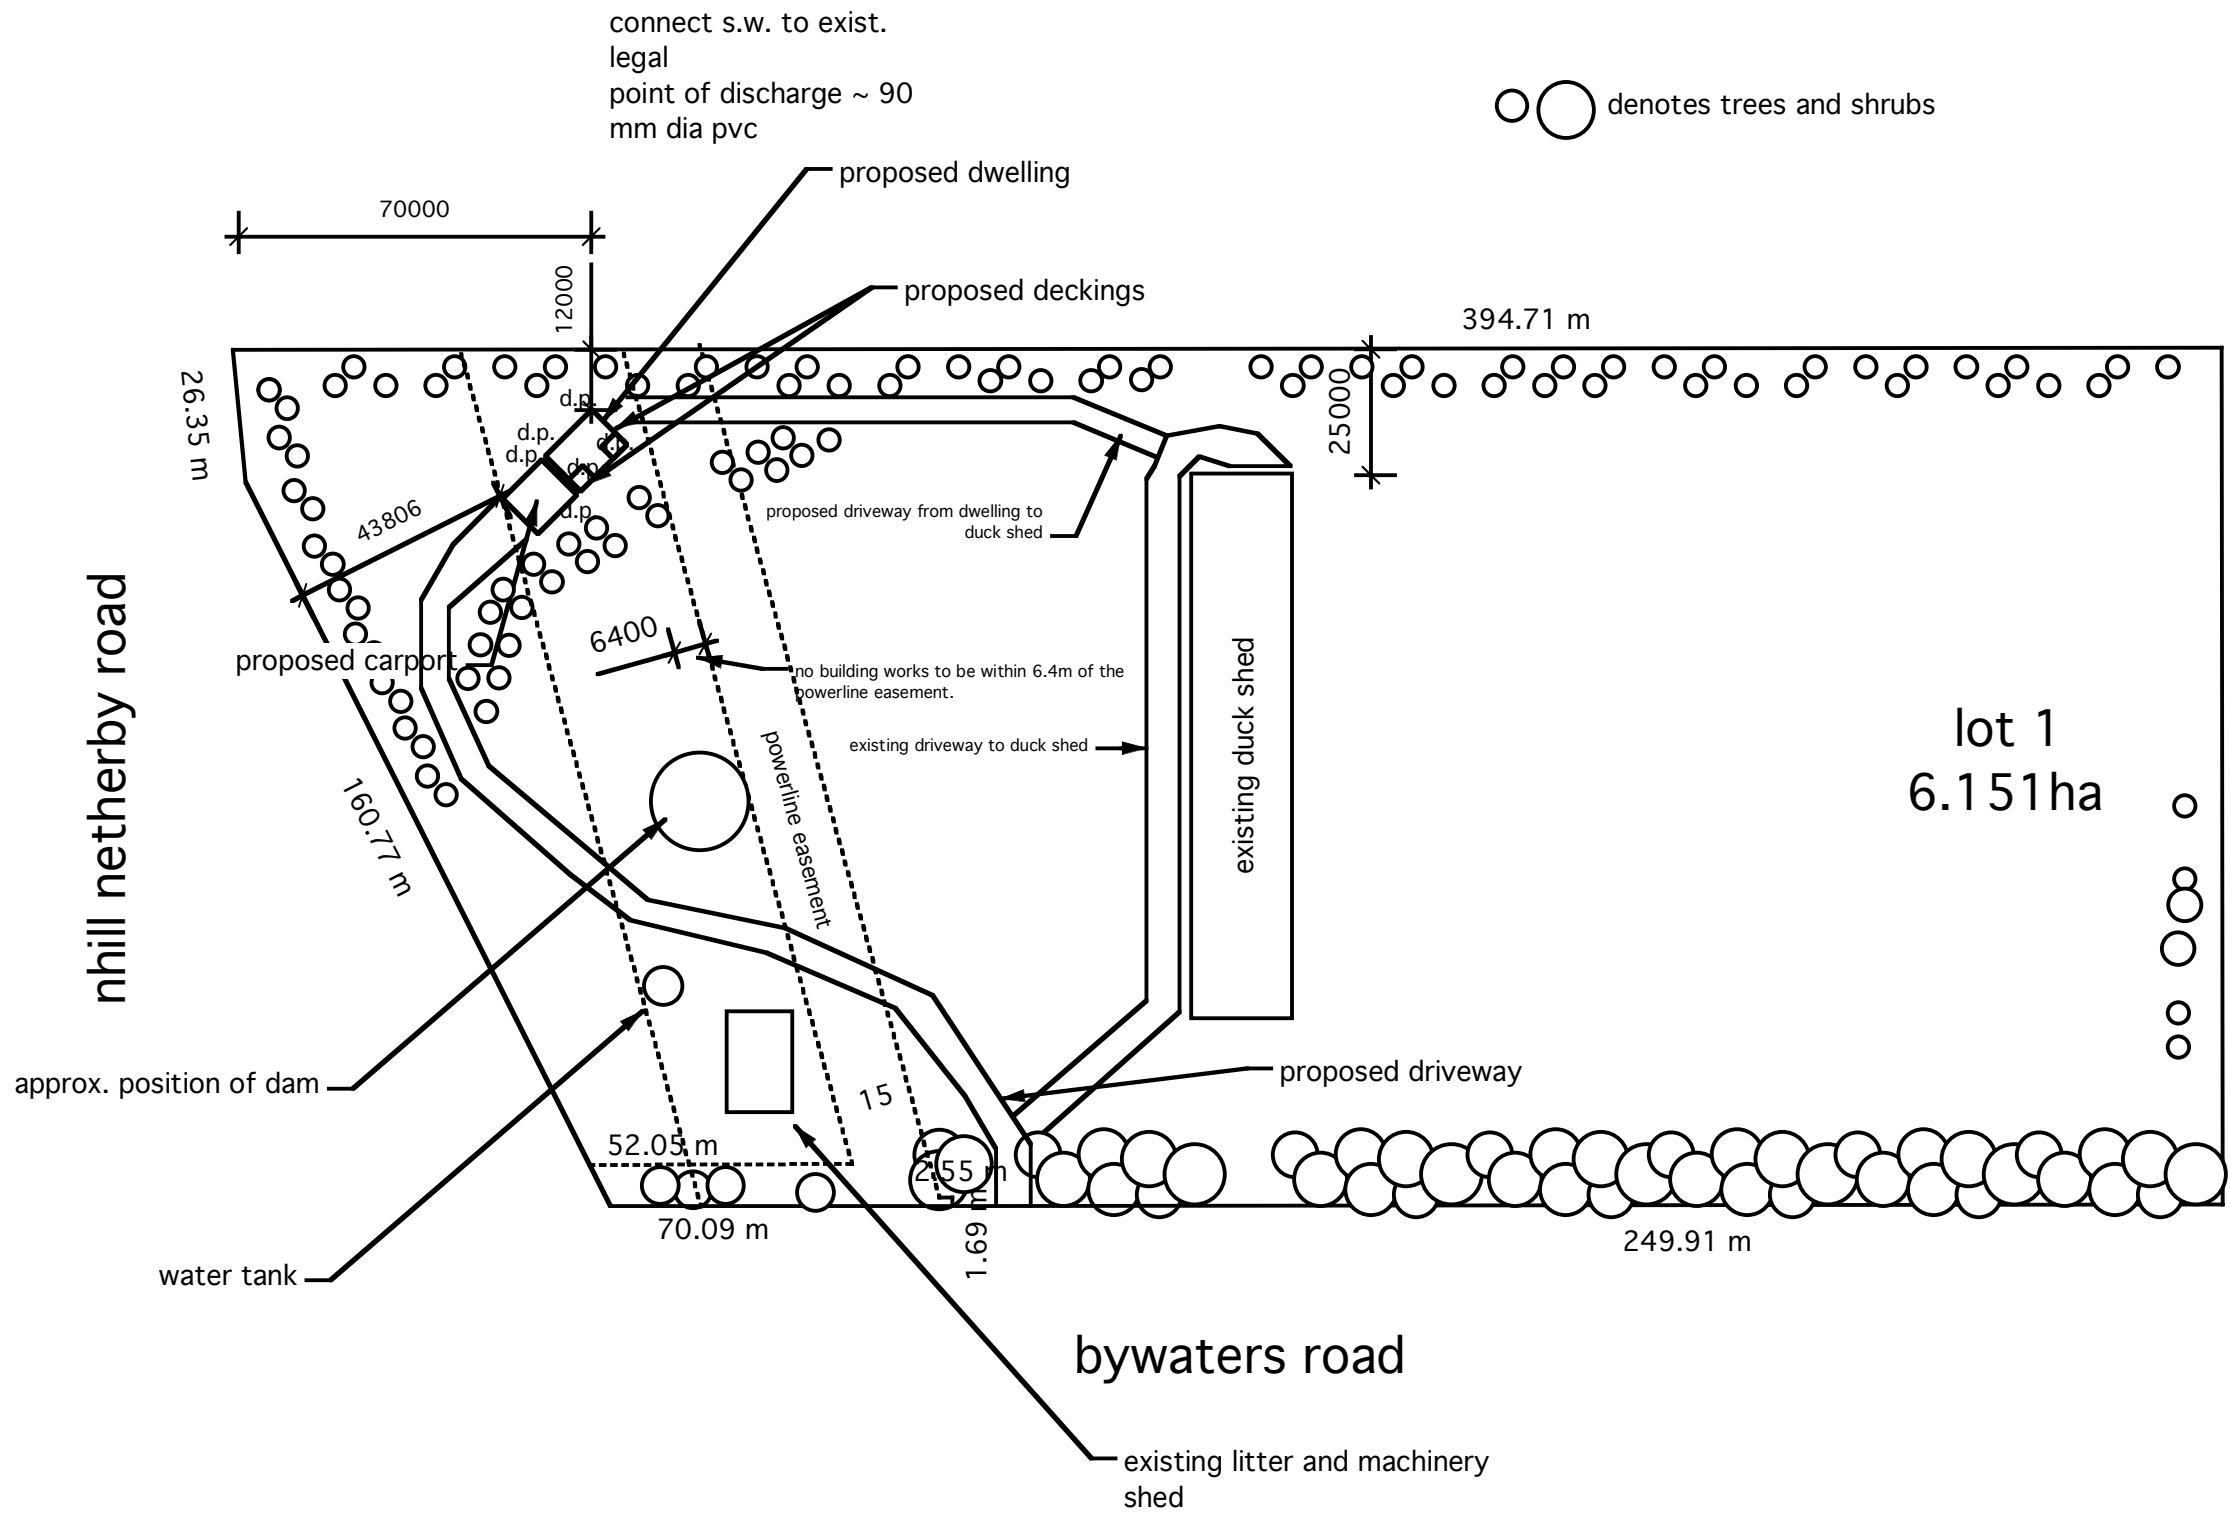 connect s.w. to exist.
legal
point of discharge ~ 90
mm dia pvc
denotes trees and shrubs
proposed dwelling
70000
12000
proposed deckings
394.71 m
26.35 m
25000
d.p.
d.p.
d.p.
d.p.
d.p.
d.p.
43806
proposed driveway from dwelling to
duck shed
6400
proposed carport
no building works to be within 6.4m of the
powerline easement.
nhill netherby road
existing driveway to duck shed
existing duck shed
lot 1
6.151ha
160.77 m
powerline easement
approx. position of dam
15
proposed driveway
52.05 m
2.55 m
1.69 m
70.09 m
249.91 m
water tank
bywaters road
existing litter and machinery
shed